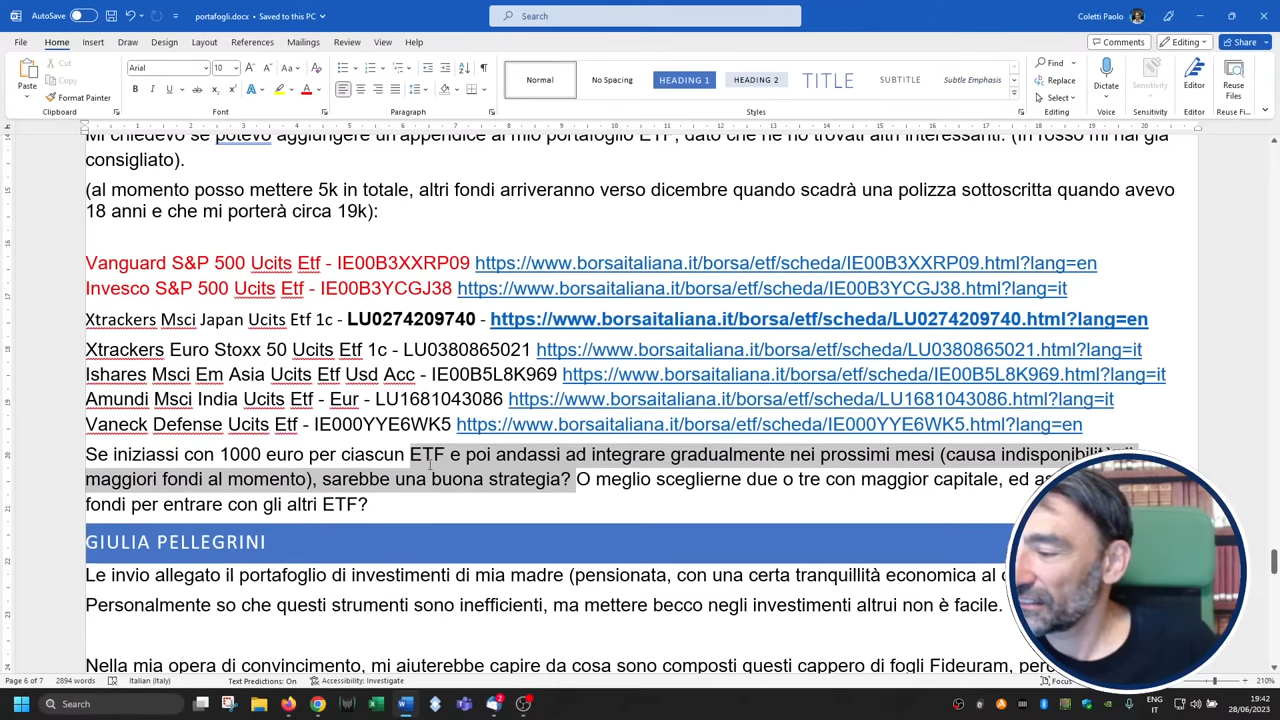 AutoSave Off portafogli.docx • Saved to this PC Search Coletti Paolo
File Home Insert Draw Design Layout References Mailings Review View Help Comments Editing Share
Paste Cut Copy Format Painter Clipboard
Arial 10 Font Paragraph
Normal No Spacing HEADING 1 HEADING 2 TITLE SUBTITLE Subtle Emphasis Styles
Find Replace Select Editing Dictate Voice Sensitivity Sensitivity Editor Editor Reuse Files Reuse Fi...
Mi chiedevo se potevo aggiungere un'appendice al mio portafoglio ETF, dato che ne ho trovati altri interessanti. (in rosso mi hai già
consigliato).
(al momento posso mettere 5k in totale, altri fondi arriveranno verso dicembre quando scadrà una polizza sottoscritta quando avevo
18 anni e che mi porterà circa 19k):
Vanguard S&P 500 Ucits Etf - IE00B3XXRP09 https://www.borsaitaliana.it/borsa/etf/scheda/IE00B3XXRP09.html?lang=en
Invesco S&P 500 Ucits Etf - IE00B3YCGJ38 https://www.borsaitaliana.it/borsa/etf/scheda/IE00B3YCGJ38.html?lang=it
Xtrackers Msci Japan Ucits Etf 1c - LU0274209740 - https://www.borsaitaliana.it/borsa/etf/scheda/LU0274209740.html?lang=en
Xtrackers Euro Stoxx 50 Ucits Etf 1c - LU0380865021 https://www.borsaitaliana.it/borsa/etf/scheda/LU0380865021.html?lang=it
Ishares Msci Em Asia Ucits Etf Usd Acc - IE00B5L8K969 https://www.borsaitaliana.it/borsa/etf/scheda/IE00B5L8K969.html?lang=it
Amundi Msci India Ucits Etf - Eur - LU1681043086 https://www.borsaitaliana.it/borsa/etf/scheda/LU1681043086.html?lang=it
Vaneck Defense Ucits Etf - IE000YYE6WK5 https://www.borsaitaliana.it/borsa/etf/scheda/IE000YYE6WK5.html?lang=en
Se iniziassi con 1000 euro per ciascun ETF e poi andassi ad integrare gradualmente nei prossimi mesi (causa indisponibilità di
maggiori fondi al momento), sarebbe una buona strategia? O meglio sceglierne due o tre con maggior capitale, ed as
fondi per entrare con gli altri ETF?
GIULIA PELLEGRINI
Le invio allegato il portafoglio di investimenti di mia madre (pensionata, con una certa tranquillità economica al
Personalmente so che questi strumenti sono inefficienti, ma mettere becco negli investimenti altrui non è facile.
Nella mia opera di convincimento, mi aiuterebbe capire da cosa sono composti questi cappero di fogli Fideuram,
Page 6 of 7 2894 words Italian (Italy) Text Predictions: On Accessibility: Investigate Focus 210%
Search ENG IT 19:42 28/06/2023